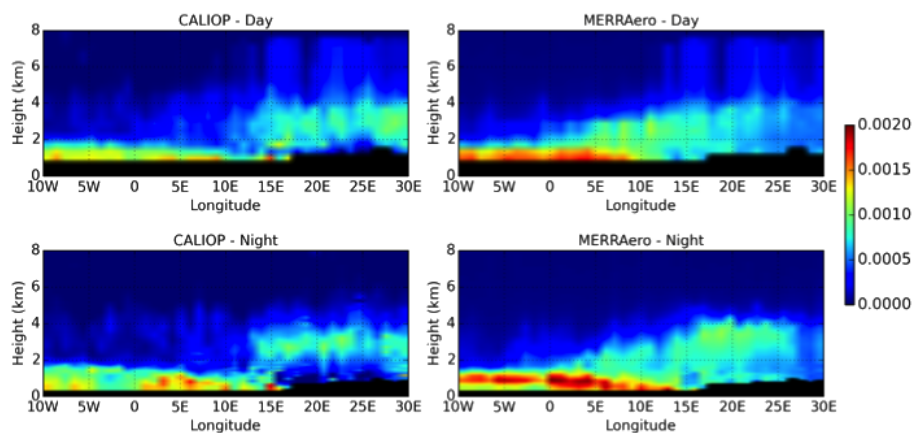 CALIOP - Day
MERRAero - Day
8
6
4
2
0
Height (km)
10W 5W 0 5E 10E 15E 20E 25E 30E
Longitude
8
6
4
2
0
Height (km)
10W 5W 0 5E 10E 15E 20E 25E 30E
Longitude
CALIOP - Night
MERRAero - Night
8
6
4
2
0
Height (km)
10W 5W 0 5E 10E 15E 20E 25E 30E
Longitude
8
6
4
2
0
Height (km)
10W 5W 0 5E 10E 15E 20E 25E 30E
Longitude
0.0020
0.0015
0.0010
0.0005
0.0000